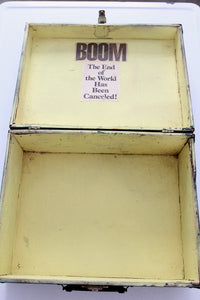 BOOM
The End
of
the World
Has
Been
Canceled!